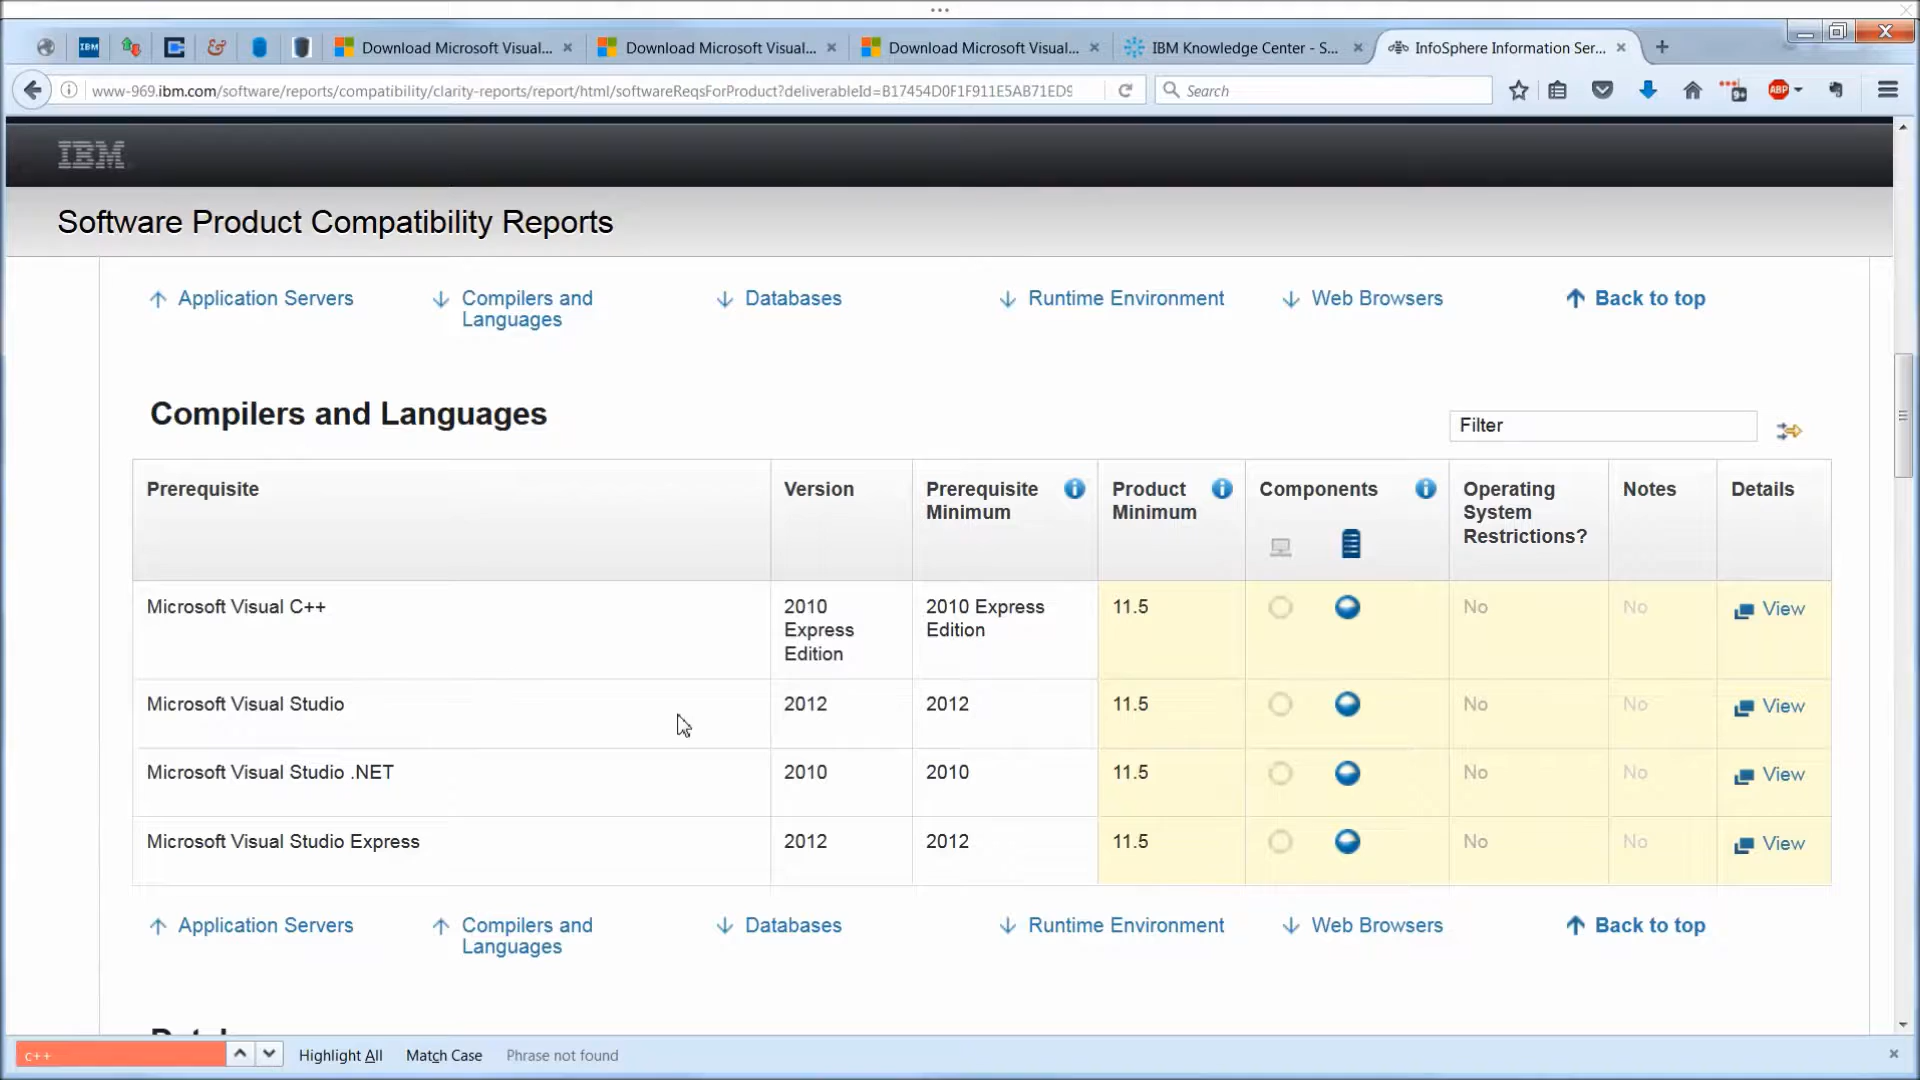 IBM
Download Microsoft Visual...
Download Microsoft Visual...
Download Microsoft Visual...
IBM Knowledge Center - S...
InfoSphere Information Ser...
www-969.ibm.com/software/reports/compatibility/clarity-reports/report/html/softwareReqsForProduct?deliverableId=B17454D0F1F911E5AB71ED9
Search
9+
ABP
IBM
Software Product Compatibility Reports
Application Servers
Compilers and
Languages
Databases
Runtime Environment
Web Browsers
Back to top
Compilers and Languages
Filter
Prerequisite
Version
Prerequisite
Minimum
Product
Minimum
Components
Operating
System
Restrictions?
Notes
Details
Microsoft Visual C++
2010
Express
Edition
2010 Express
Edition
11.5
No
No
View
Microsoft Visual Studio
2012
2012
11.5
No
No
View
Microsoft Visual Studio .NET
2010
2010
11.5
No
No
View
Microsoft Visual Studio Express
2012
2012
11.5
No
No
View
Application Servers
Compilers and
Languages
Databases
Runtime Environment
Web Browsers
Back to top
c++
Highlight All
Match Case
Phrase not found